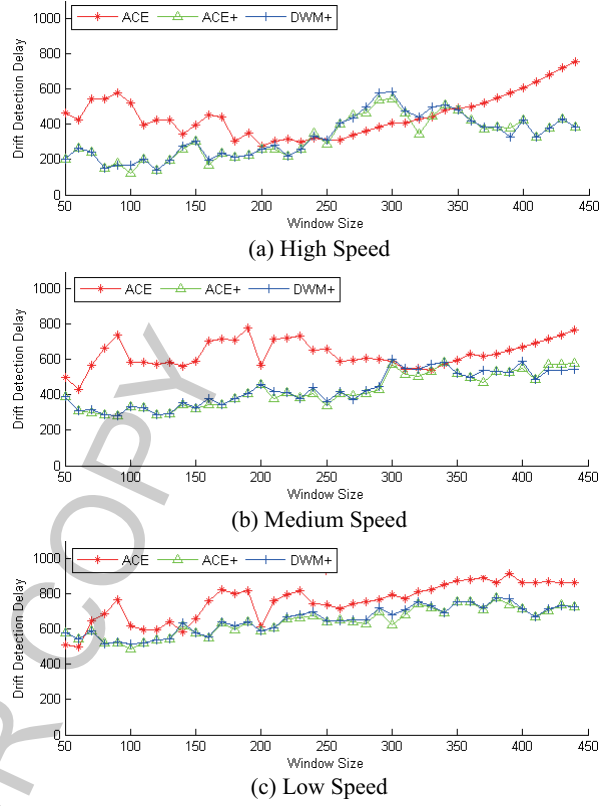 1000
800
600
400
200
0
Drift Detection Delay
ACE ACE+ DWM+
50 100 150 200 250 300 350 400 450
Window Size
(a) High Speed
1000
800
600
400
200
0
Drift Detection Delay
ACE ACE+ DWM+
50 100 150 200 250 300 350 400 450
Window Size
(b) Medium Speed
1000
800
600
400
200
0
Drift Detection Delay
ACE ACE+ DWM+
50 100 150 200 250 300 350 400 450
Window Size
(c) Low Speed
R COPY